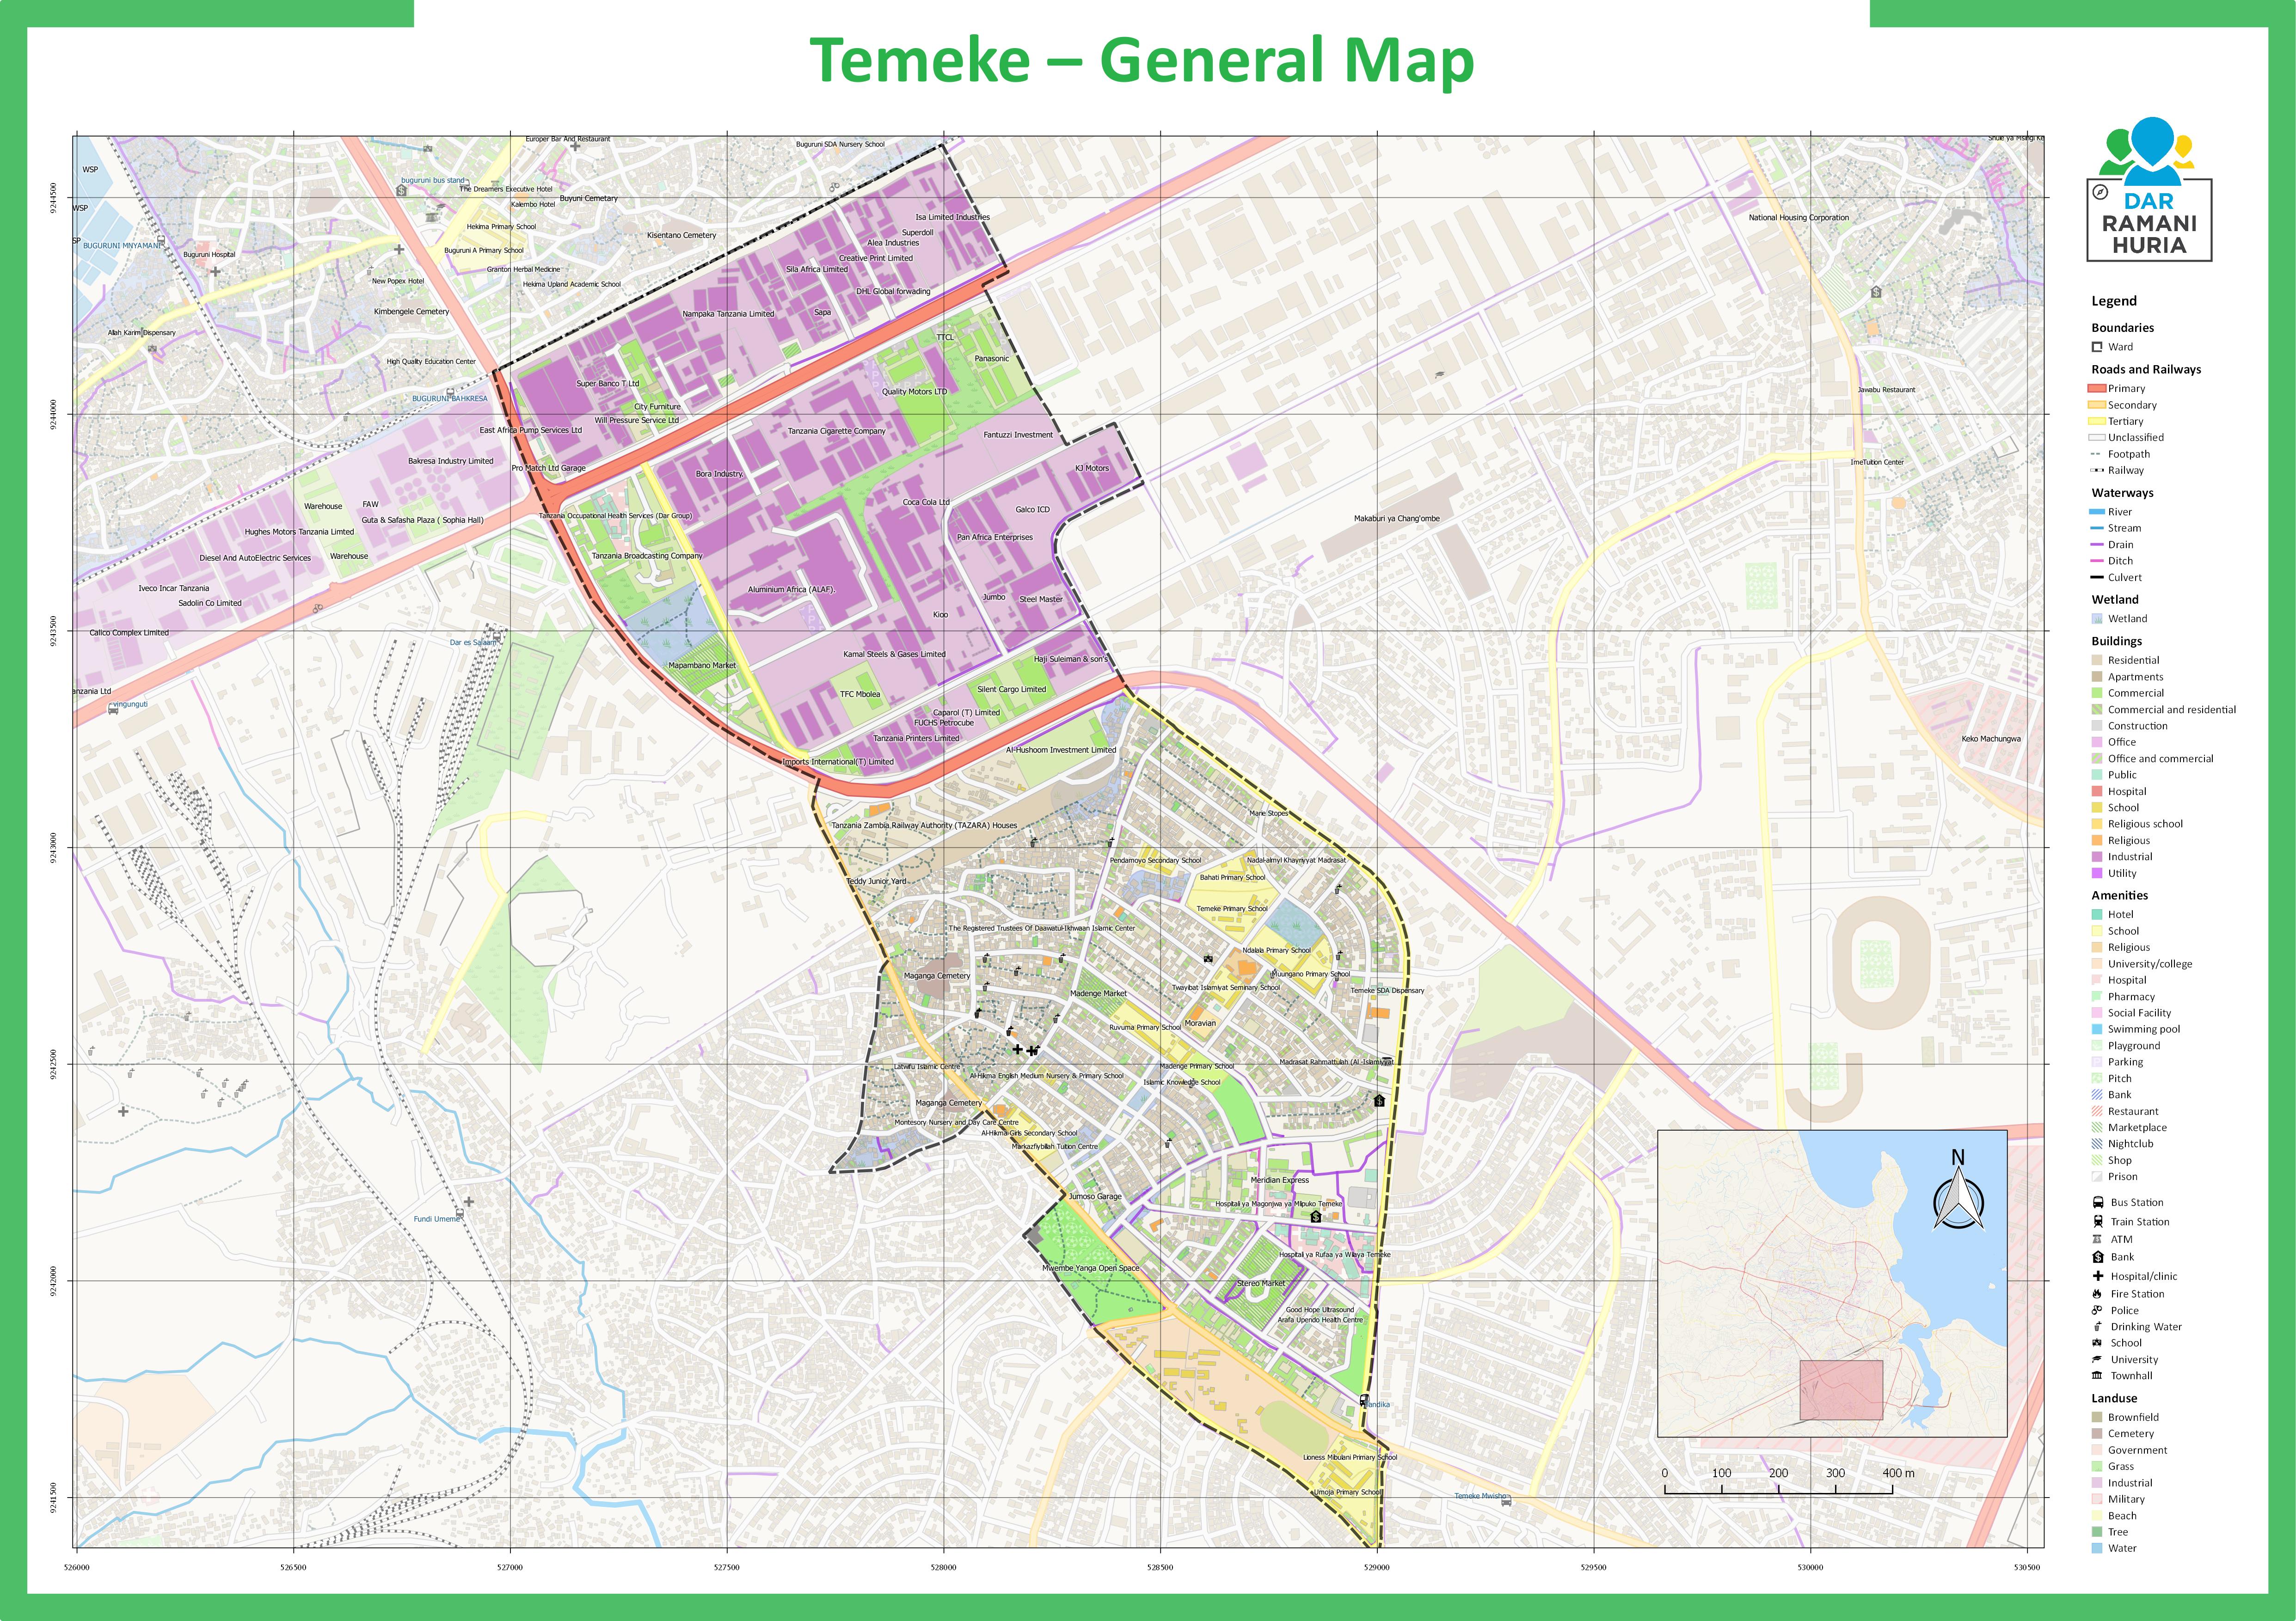 Temeke – General Map
DAR
RAMANI
HURIA
Legend
Boundaries
Ward
Roads and Railways
Primary
Secondary
Tertiary
Unclassified
Footpath
Railway
Waterways
River
Stream
Drain
Ditch
Culvert
Wetland
Wetland
Buildings
Residential
Apartments
Commercial
Commercial and residential
Construction
Office
Office and commercial
Public
Hospital
School
Religious school
Religious
Industrial
Utility
Amenities
Hotel
School
Religious
University/college
Hospital
Pharmacy
Social Facility
Swimming pool
Playground
Parking
Pitch
Bank
Restaurant
Marketplace
Nightclub
Shop
Prison
Bus Station
Train Station
ATM
Bank
Hospital/clinic
Fire Station
Police
Drinking Water
School
University
Townhall
Landuse
Brownfield
Cemetery
Government
Grass
Industrial
Military
Beach
Tree
Water
Europer Bar And Restaurant
Buguruni SDA Nursery School
WSP
buguruni bus stand
The Dreamers Executive Hotel
Kalembo Hotel
Buyuni Cemetary
WSP
Hekima Primary School
Kisentano Cemetery
BUGURUNI MNYAMANI
Buguruni Hospital
Buguruni A Primary School
Granton Herbal Medicine
New Popex Hotel
Hekima Upland Academic School
Kimbengele Cemetery
Allah Karim Dispensary
High Quality Education Center
BUGURUNI BAHKRESA
Isa Limited Industries
Superdoll
Alea Industries
Creative Print Limited
Sila Africa Limited
DHL Global forwading
Sapa
Nampaka Tanzania Limited
TTCL
Panasonic
Super Banco T Ltd
Quality Motors LTD
City Furniture
Will Pressure Service Ltd
East Africa Pump Services Ltd
Tanzania Cigarette Company
Fantuzzi Investment
Bakresa Industry Limited
Pro Match Ltd Garage
Bora Industry
KJ Motors
Warehouse
FAW
Guta & Safasha Plaza ( Sophia Hall)
Coca Cola Ltd
Galco ICD
Tanzania Occupational Health Services (Dar Group)
Hughes Motors Tanzania Limted
Pan Africa Enterprises
Diesel And AutoElectric Services
Warehouse
Tanzania Broadcasting Company
Iveco Incar Tanzania
Sadolin Co Limited
Aluminium Africa (ALAF).
Jumbo
Steel Master
Kioo
Calico Complex Limited
Dar es Salaam
Kamal Steels & Gases Limited
Haji Suleiman & son's
Mapambano Market
TFC Mbolea
Silent Cargo Limited
anzania Ltd
Caparol (T) Limited
FUCHS Petrocube
Tanzania Printers Limited
Al-Hushoom Investment Limited
Imports International(T) Limited
National Housing Corporation
Jawabu Restaurant
ImeTuition Center
Makaburi ya Chang'ombe
Keko Machungwa
Tanzania Zambia Railway Authority (TAZARA) Houses
Marie Stopes
Pendamoyo Secondary School
Nadal-almyl Khayriyyat Madrasat
Teddy Junior Yard
Bahati Primary School
Temeke Primary School
The Registered Trustees Of Daawatul-Ikhwaan Islamic Center
Ndalala Primary School
Muungano Primary School
Maganga Cemetery
Twayibat Islamiyat Seminary School
Temeke SDA Dispensary
Madenge Market
Moravian
Ruvuma Primary School
Latwifu Islamic Centre
Madrasat Rahmattulah (Al -Islamiyyat
Madenge Primary School
Al-Hikma English Medium Nursery & Primary School
Islamic Knowledge School
Maganga Cemetery
Montesory Nursery and Day Care Centre
Al-Hikma Girls Secondary School
Markazfiybillah Tuition Centre
Meridian Express
Jumoso Garage
Hospitali ya Magonjwa ya Mlipuko Temeke
Fundi Umeme
Mwembe Yanga Open Space
Hospitali ya Rufaa ya Wilaya Temeke
Stereo Market
Good Hope Ultrasound
Arafa Upendo Health Centre
Lioness Mibulani Primary School
Umoja Primary School
Temeke Mwisho
N
0 100 200 300 400 m
9244500
9244000
9243500
9243000
9242500
9242000
9241500
526000 526500 527000 527500 528000 528500 529000 529500 530000 530500